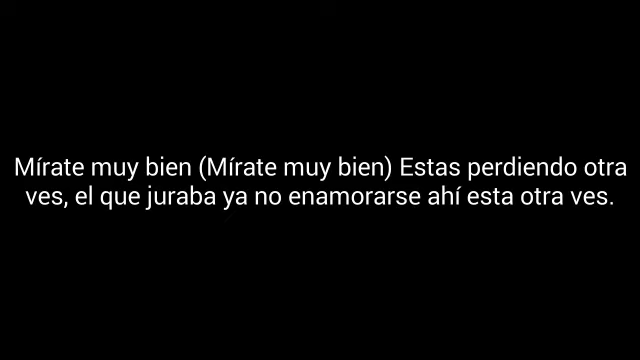 Mírate muy bien (Mírate muy bien) Estas perdiendo otra
ves, el que juraba ya no enamorarse ahí esta otra ves.